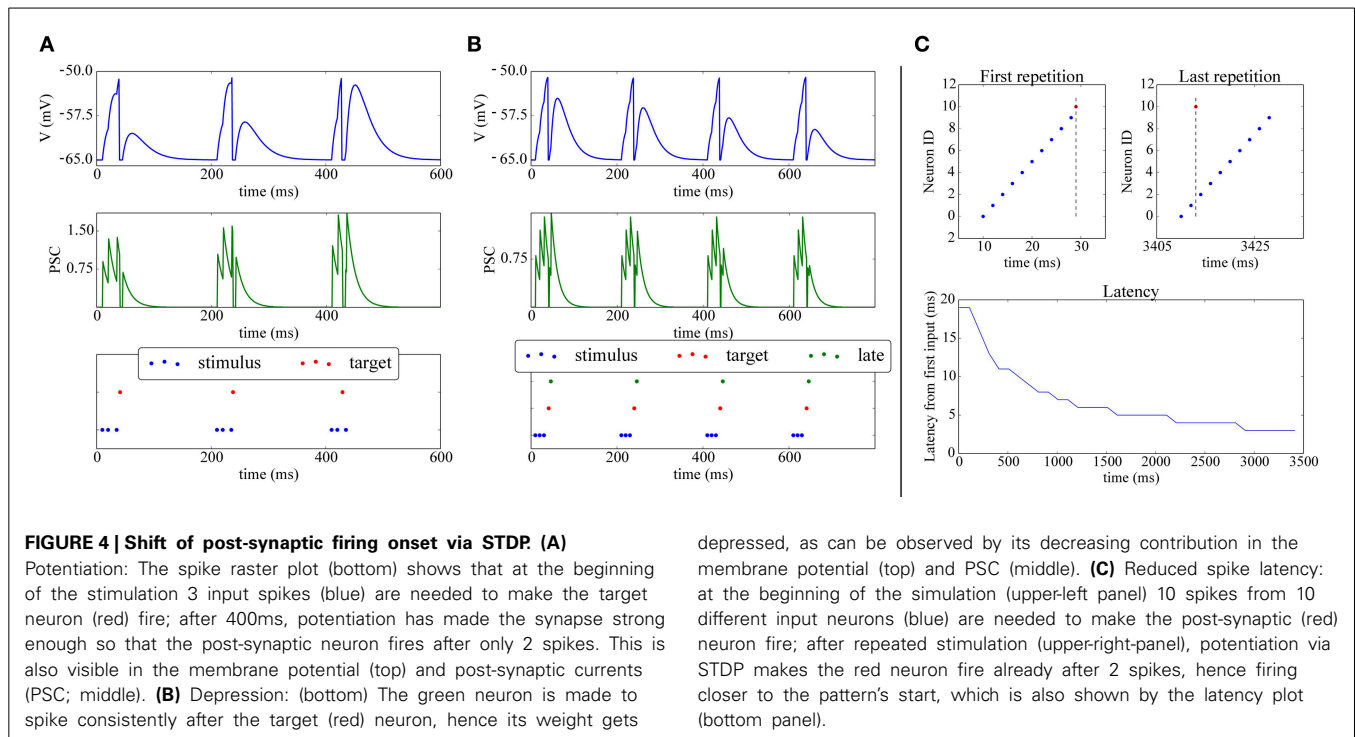 A
-50.0
-57.5
-65.0
V (mV)
0 200 400 600
time (ms)
1.50
0.75
PSC
0 200 400 600
time (ms)
stimulus target
0 200 400 600
time (ms)
B
-50.0
-57.5
-65.0
0 200 400 600
time (ms)
0.75
PSC
0 200 400 600
time (ms)
stimulus target late
0 200 400 600
time (ms)
C
First repetition
12
10
8
6
4
2
0
2
Neuron ID
10 20 30
time (ms)
Last repetition
12
10
8
6
4
2
0
Neuron ID
3405 3425
time (ms)
Latency
20
15
10
5
0
Latency from first input (ms)
0 500 1000 1500 2000 2500 3000 3500
time (ms)
FIGURE 4 | Shift of post-synaptic firing onset via STDP. (A)
Potentiation: The spike raster plot (bottom) shows that at the beginning
of the stimulation 3 input spikes (blue) are needed to make the target
neuron (red) fire; after 400ms, potentiation has made the synapse strong
enough so that the post-synaptic neuron fires after only 2 spikes. This is
also visible in the membrane potential (top) and post-synaptic currents
(PSC; middle). (B) Depression: (bottom) The green neuron is made to
spike consistently after the target (red) neuron, hence its weight gets
depressed, as can be observed by its decreasing contribution in the
membrane potential (top) and PSC (middle). (C) Reduced spike latency:
at the beginning of the simulation (upper-left panel) 10 spikes from 10
different input neurons (blue) are needed to make the post-synaptic (red)
neuron fire; after repeated stimulation (upper-right-panel), potentiation via
STDP makes the red neuron fire already after 2 spikes, hence firing
closer to the pattern's start, which is also shown by the latency plot
(bottom panel).